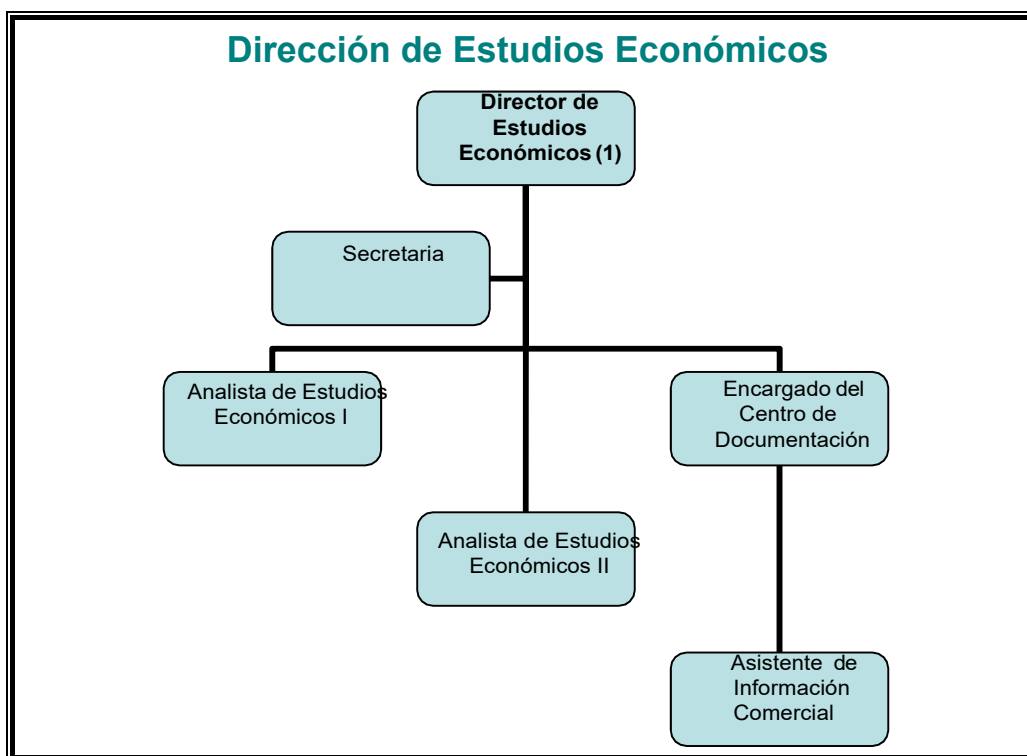 Dirección de Estudios Económicos
Director de
Estudios
Económicos (1)
Secretaria
Analista de Estudios
Económicos I
Encargado del
Centro de
Documentación
Analista de Estudios
Económicos II
Asistente de
Información
Comercial